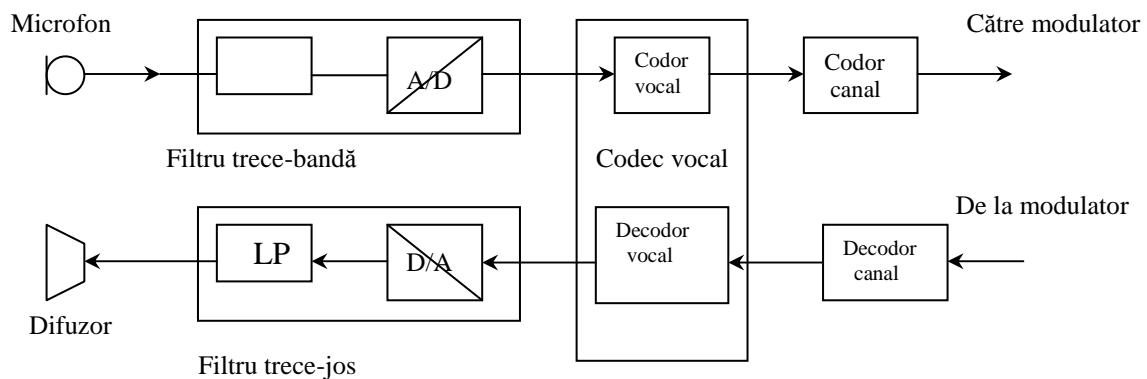 Microfon
Către modulator
A/D
Codor
vocal
Codor
canal
Filtru trece-bandă
Codec vocal
De la modulator
LP
D/A
Decodor
vocal
Decodor
canal
Difuzor
Filtru trece-jos